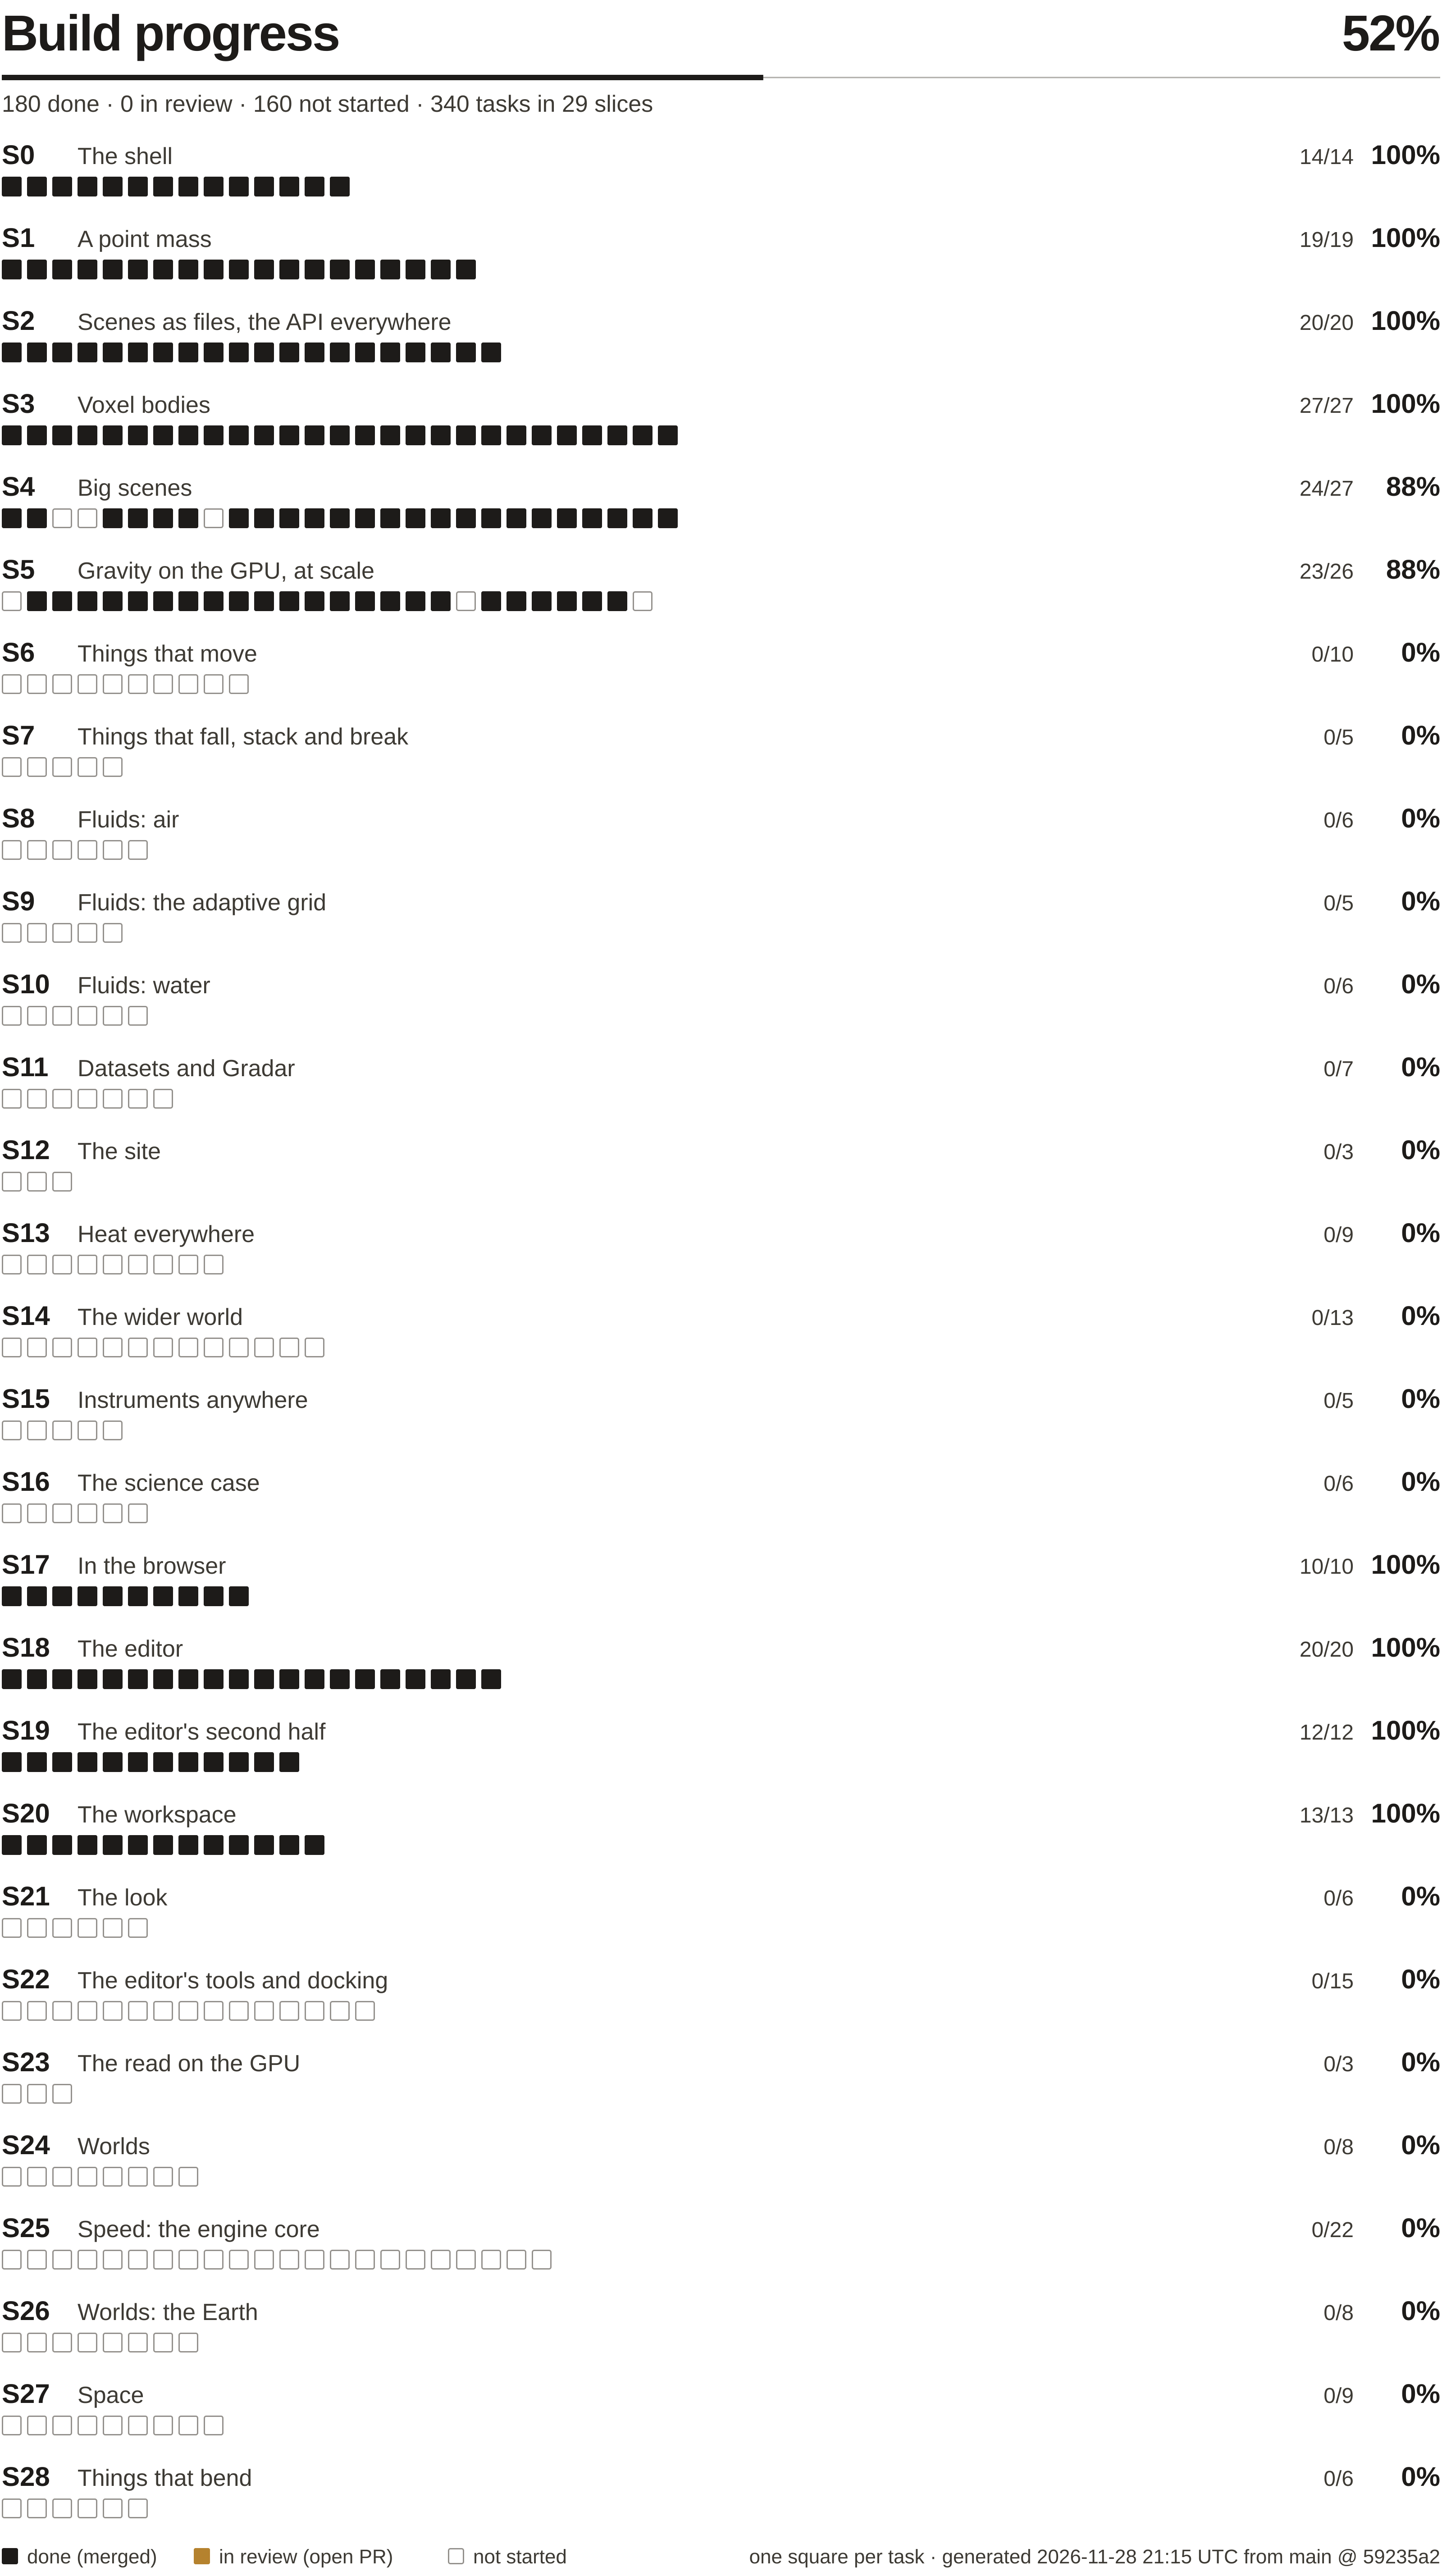 Build progress 52%
180 done · 0 in review · 160 not started · 340 tasks in 29 slices
S0 The shell 14/14 100%
S1 A point mass 19/19 100%
S2 Scenes as files, the API everywhere 20/20 100%
S3 Voxel bodies 27/27 100%
S4 Big scenes 24/27 88%
S5 Gravity on the GPU, at scale 23/26 88%
S6 Things that move 0/10 0%
S7 Things that fall, stack and break 0/5 0%
S8 Fluids: air 0/6 0%
S9 Fluids: the adaptive grid 0/5 0%
S10 Fluids: water 0/6 0%
S11 Datasets and Gradar 0/7 0%
S12 The site 0/3 0%
S13 Heat everywhere 0/9 0%
S14 The wider world 0/13 0%
S15 Instruments anywhere 0/5 0%
S16 The science case 0/6 0%
S17 In the browser 10/10 100%
S18 The editor 20/20 100%
S19 The editor's second half 12/12 100%
S20 The workspace 13/13 100%
S21 The look 0/6 0%
S22 The editor's tools and docking 0/15 0%
S23 The read on the GPU 0/3 0%
S24 Worlds 0/8 0%
S25 Speed: the engine core 0/22 0%
S26 Worlds: the Earth 0/8 0%
S27 Space 0/9 0%
S28 Things that bend 0/6 0%
done (merged) in review (open PR) not started one square per task · generated 2026-11-28 21:15 UTC from main @ 59235a2